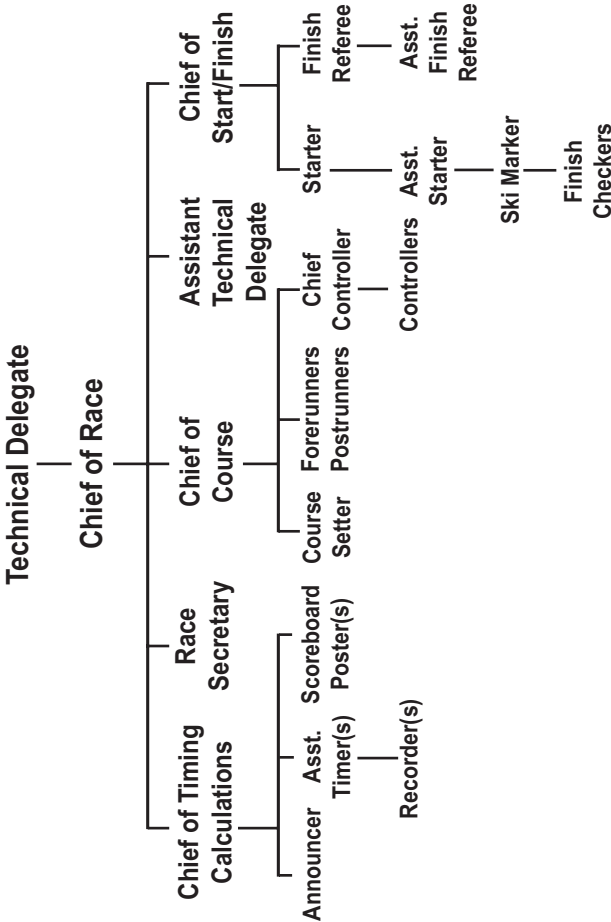 Technical Delegate
Chief of Race
Chief of Timing
Calculations
Race
Secretary
Chief of
Course
Assistant
Technical
Delegate
Chief of
Start/Finish
Announcer
Asst.
Timer(s)
Recorder(s)
Scoreboard
Poster(s)
Course
Setter
Forerunners
Postrunners
Chief
Controller
Controllers
Starter
Asst.
Starter
Ski Marker
Finish
Checkers
Finish
Referee
Asst.
Finish
Referee